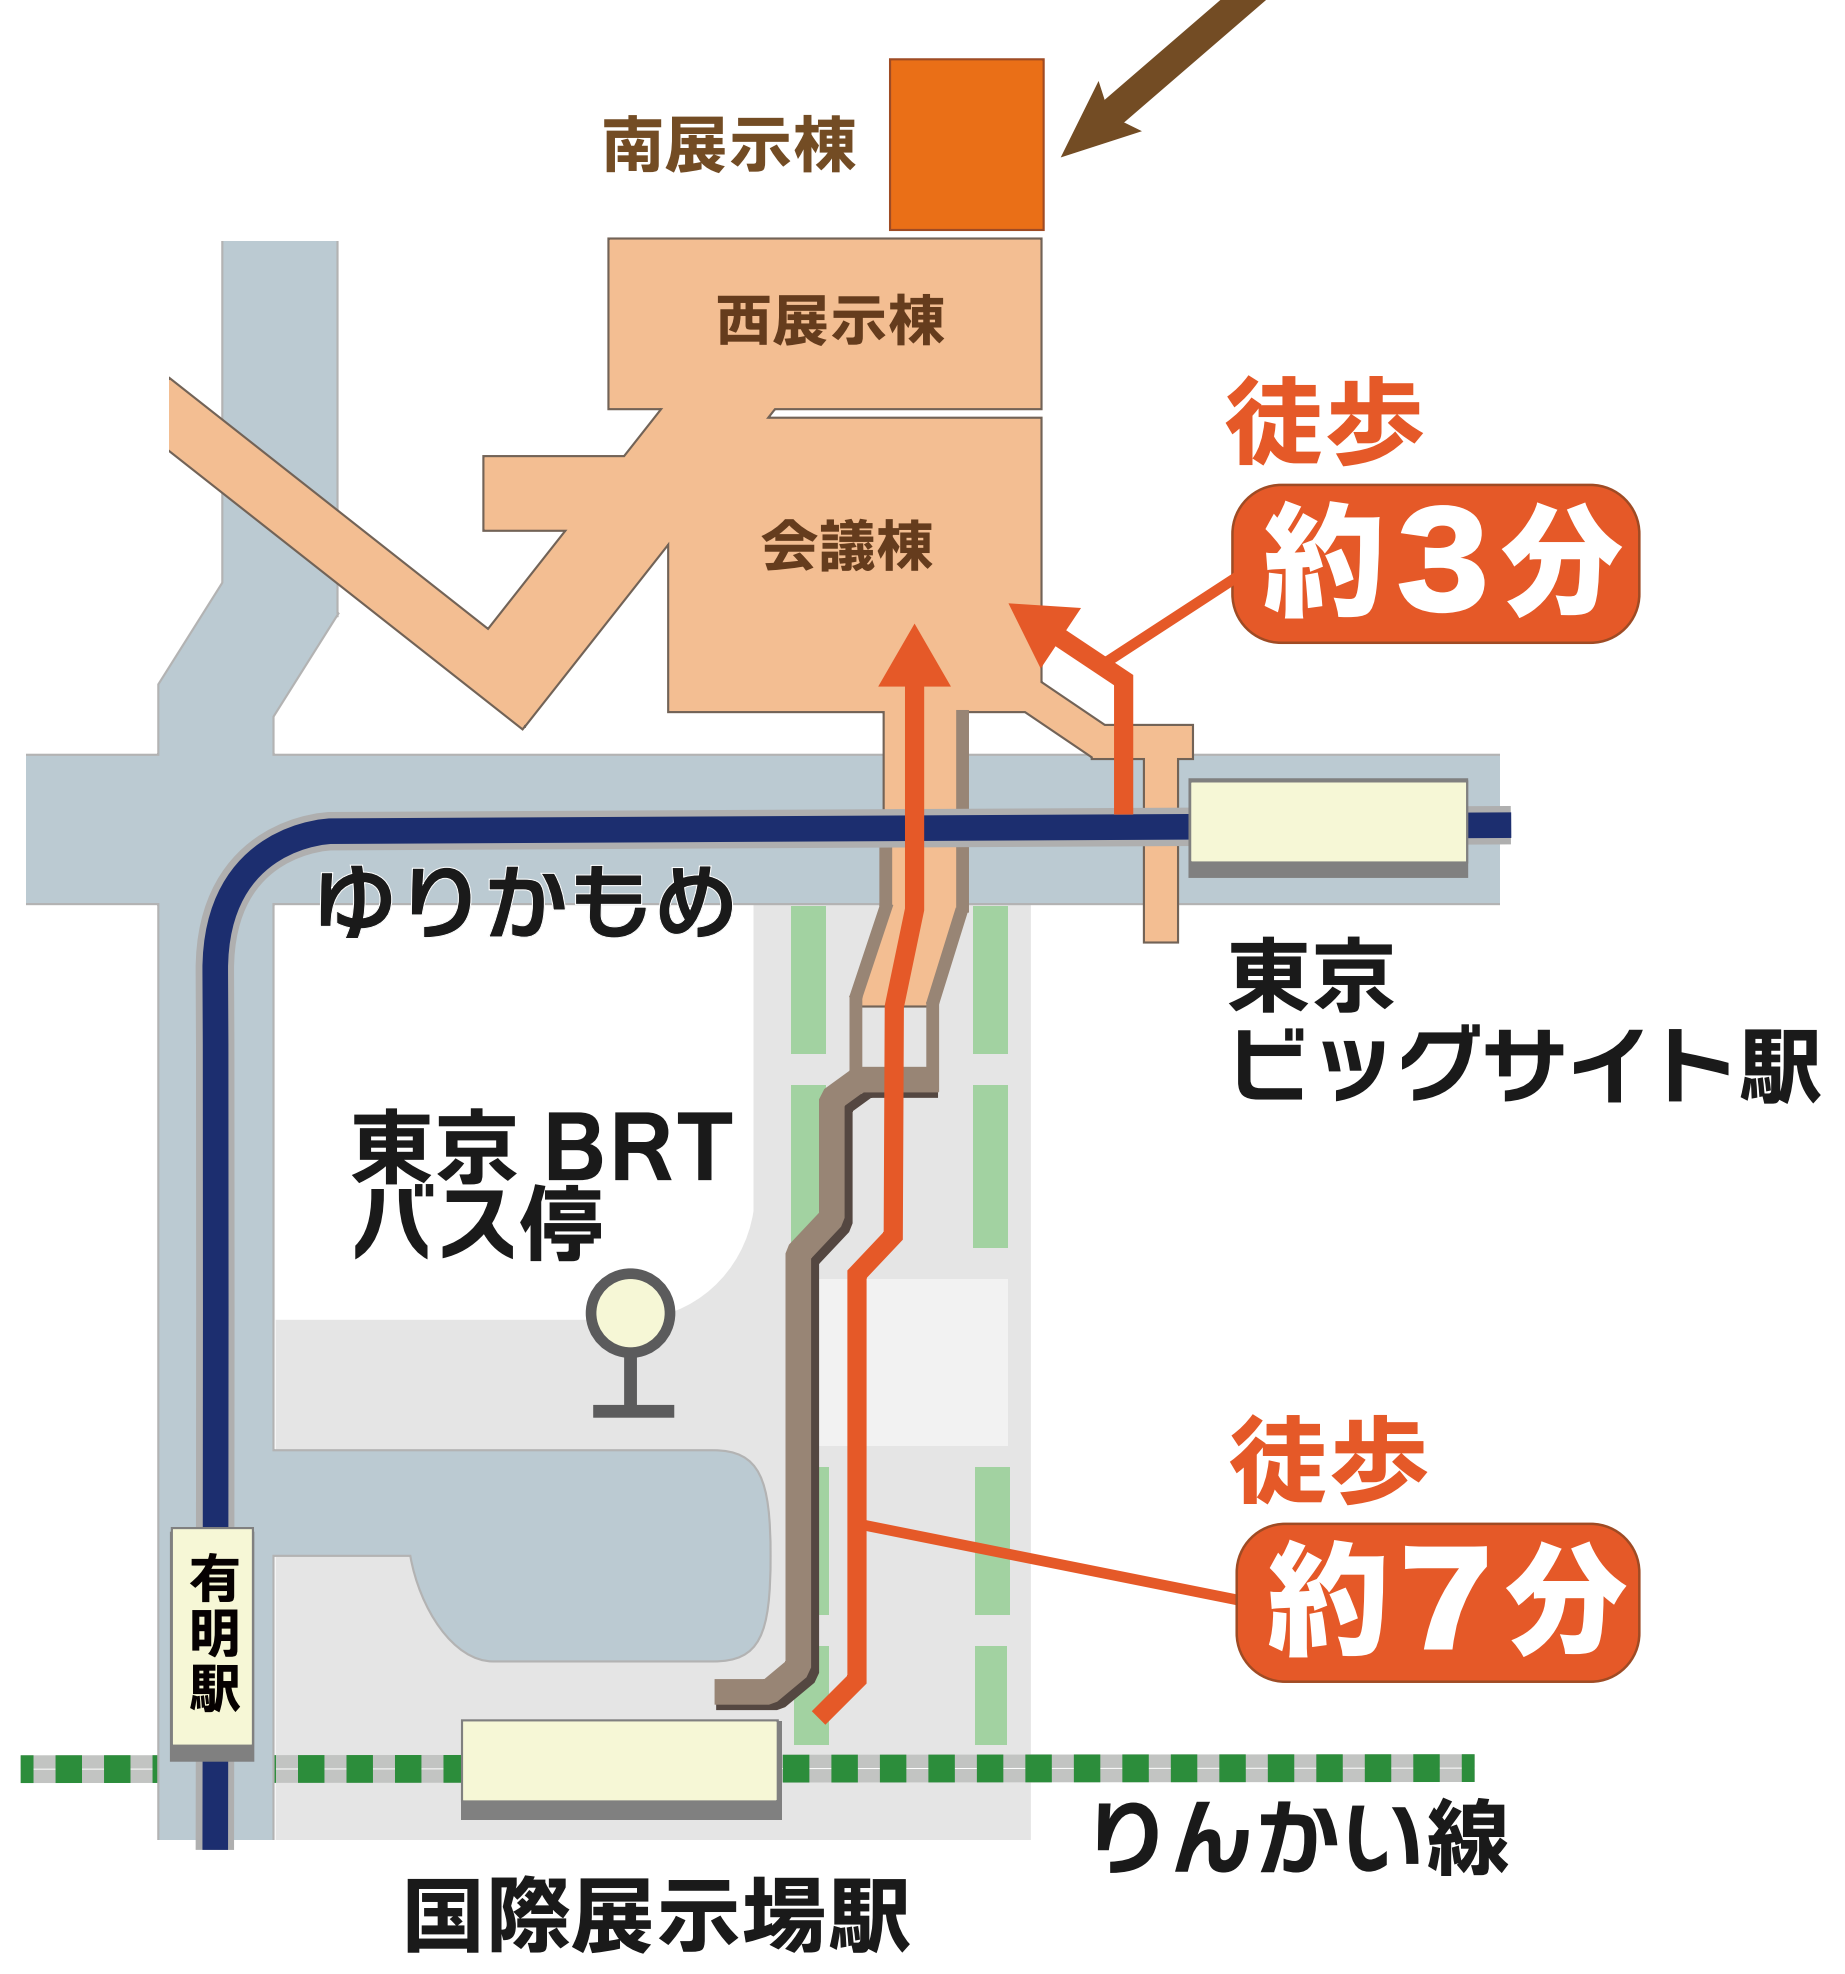 南展示棟
西展示棟
会議棟
徒歩
約3分
ゆりかもめ
東京
ビッグサイト駅
東京 BRT
バス停
徒歩
約7分
有明駅
りんかい線
国際展示場駅